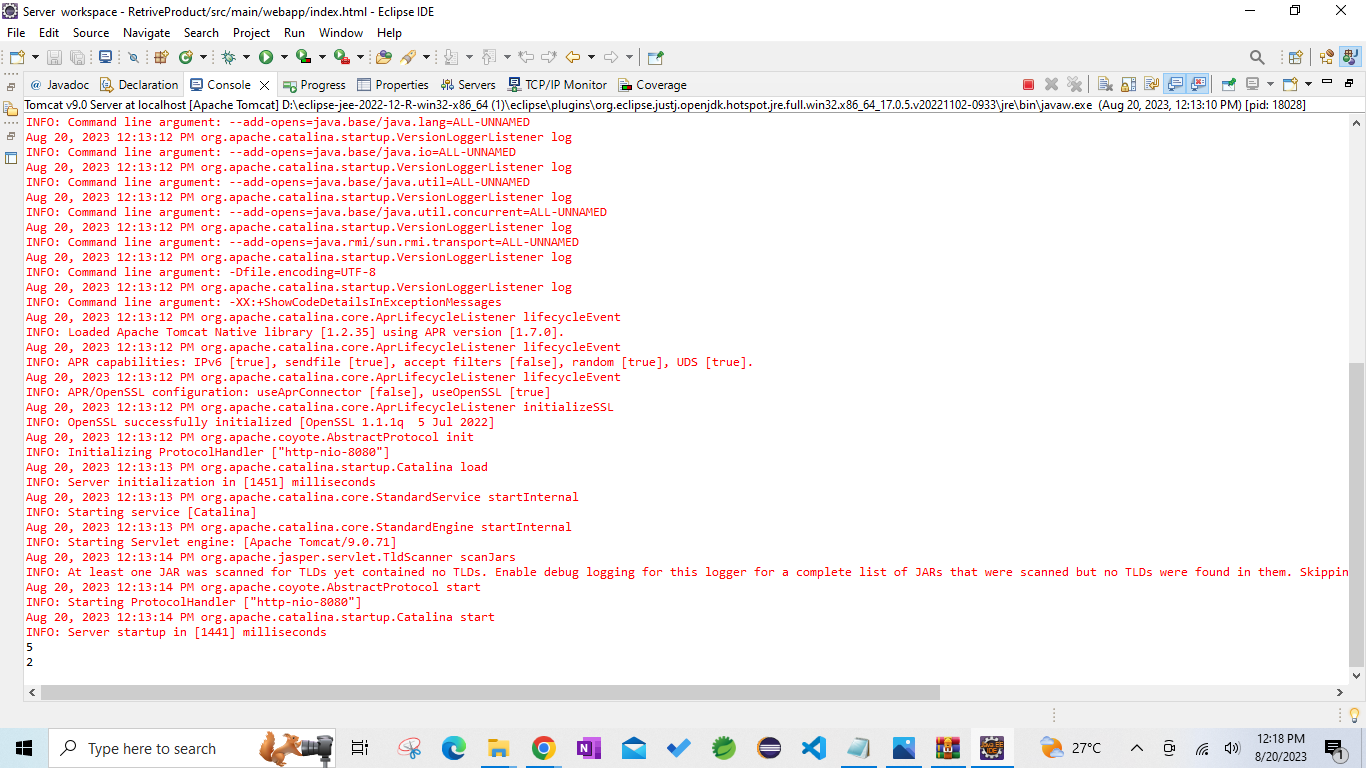 Server workspace - RetriveProduct/src/main/webapp/index.html - Eclipse IDE
File Edit Source Navigate Search Project Run Window Help
@ Javadoc Declaration Console Progress Properties Servers TCP/IP Monitor Coverage
Tomcat v9.0 Server at localhost [Apache Tomcat] D:\eclipse-jee-2022-12-R-win32-x86_64 (1)\eclipse\plugins\org.eclipse.justj.openjdk.hotspot.jre.full.win32.x86_64_17.0.5.v20221102-0933\jre\bin\javaw.exe (Aug 20, 2023, 12:13:10 PM) [pid: 18028]
INFO: Command line argument: --add-opens=java.base/java.lang=ALL-UNNAMED
Aug 20, 2023 12:13:12 PM org.apache.catalina.startup.VersionLoggerListener log
INFO: Command line argument: --add-opens=java.base/java.io=ALL-UNNAMED
Aug 20, 2023 12:13:12 PM org.apache.catalina.startup.VersionLoggerListener log
INFO: Command line argument: --add-opens=java.base/java.util=ALL-UNNAMED
Aug 20, 2023 12:13:12 PM org.apache.catalina.startup.VersionLoggerListener log
INFO: Command line argument: --add-opens=java.base/java.util.concurrent=ALL-UNNAMED
Aug 20, 2023 12:13:12 PM org.apache.catalina.startup.VersionLoggerListener log
INFO: Command line argument: --add-opens=java.rmi/sun.rmi.transport=ALL-UNNAMED
Aug 20, 2023 12:13:12 PM org.apache.catalina.startup.VersionLoggerListener log
INFO: Command line argument: -Dfile.encoding=UTF-8
Aug 20, 2023 12:13:12 PM org.apache.catalina.startup.VersionLoggerListener log
INFO: Command line argument: -XX:+ShowCodeDetailsInExceptionMessages
Aug 20, 2023 12:13:12 PM org.apache.catalina.core.AprLifecycleListener lifecycleEvent
INFO: Loaded Apache Tomcat Native library [1.2.35] using APR version [1.7.0].
Aug 20, 2023 12:13:12 PM org.apache.catalina.core.AprLifecycleListener lifecycleEvent
INFO: APR capabilities: IPv6 [true], sendfile [true], accept filters [false], random [true], UDS [true].
Aug 20, 2023 12:13:12 PM org.apache.catalina.core.AprLifecycleListener lifecycleEvent
INFO: APR/OpenSSL configuration: useAprConnector [false], useOpenSSL [true]
Aug 20, 2023 12:13:12 PM org.apache.catalina.core.AprLifecycleListener initializeSSL
INFO: OpenSSL successfully initialized [OpenSSL 1.1.1q  5 Jul 2022]
Aug 20, 2023 12:13:12 PM org.apache.coyote.AbstractProtocol init
INFO: Initializing ProtocolHandler ["http-nio-8080"]
Aug 20, 2023 12:13:13 PM org.apache.catalina.startup.Catalina load
INFO: Server initialization in [1451] milliseconds
Aug 20, 2023 12:13:13 PM org.apache.catalina.core.StandardService startInternal
INFO: Starting service [Catalina]
Aug 20, 2023 12:13:13 PM org.apache.catalina.core.StandardEngine startInternal
INFO: Starting Servlet engine: [Apache Tomcat/9.0.71]
Aug 20, 2023 12:13:14 PM org.apache.jasper.servlet.TldScanner scanJars
INFO: At least one JAR was scanned for TLDs yet contained no TLDs. Enable debug logging for this logger for a complete list of JARs that were scanned but no TLDs were found in them. Skippin
Aug 20, 2023 12:13:14 PM org.apache.coyote.AbstractProtocol start
INFO: Starting ProtocolHandler ["http-nio-8080"]
Aug 20, 2023 12:13:14 PM org.apache.catalina.startup.Catalina start
INFO: Server startup in [1441] milliseconds
5
2
Type here to search
27°C
12:18 PM
8/20/2023
1